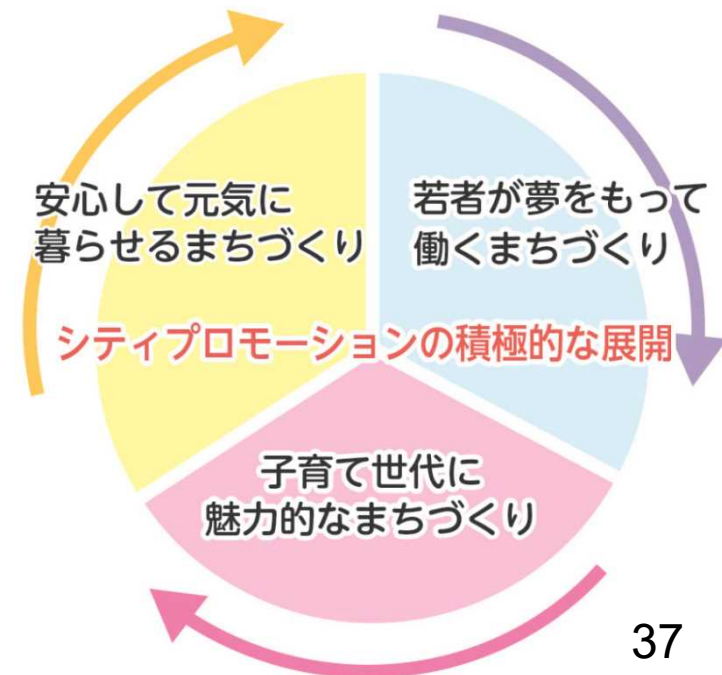 安心して元気に
暮らせるまちづくり
若者が夢をもって
働くまちづくり
シティプロモーションの積極的な展開
子育て世代に
魅力的なまちづくり
37